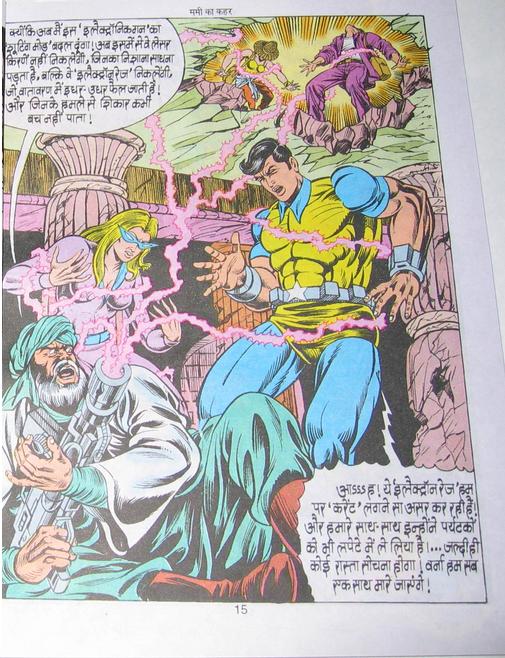 ममी का कहर
क्योंकि अब मैं इस 'इलैक्ट्रॉनिकगन' का
शूटिंग मोड' बदल दूंगा! अब इसमें से वे लेसर
किरणें नहीं निकलेंगी, जिनका निशाना साधना
पड़ता है, बल्कि वे 'इलैक्ट्रॉनरेज' निकलेंगी,
जो वातावरण में इधर-उधर फैल जाती हैं!
और जिनके हमले से शिकार कभी
बच नहीं पाता!
आऽऽऽह! ये 'इलैक्ट्रॉन रेज' हम
पर 'करेंट' लगने सा असर कर रही हैं!
और हमारे साथ-साथ इन्होंने पर्यटकों
को भी लपेटे में ले लिया है!... जल्दी ही
कोई रास्ता सोचना होगा! वर्ना हम सब
एक साथ मारे जाएंगे!
15